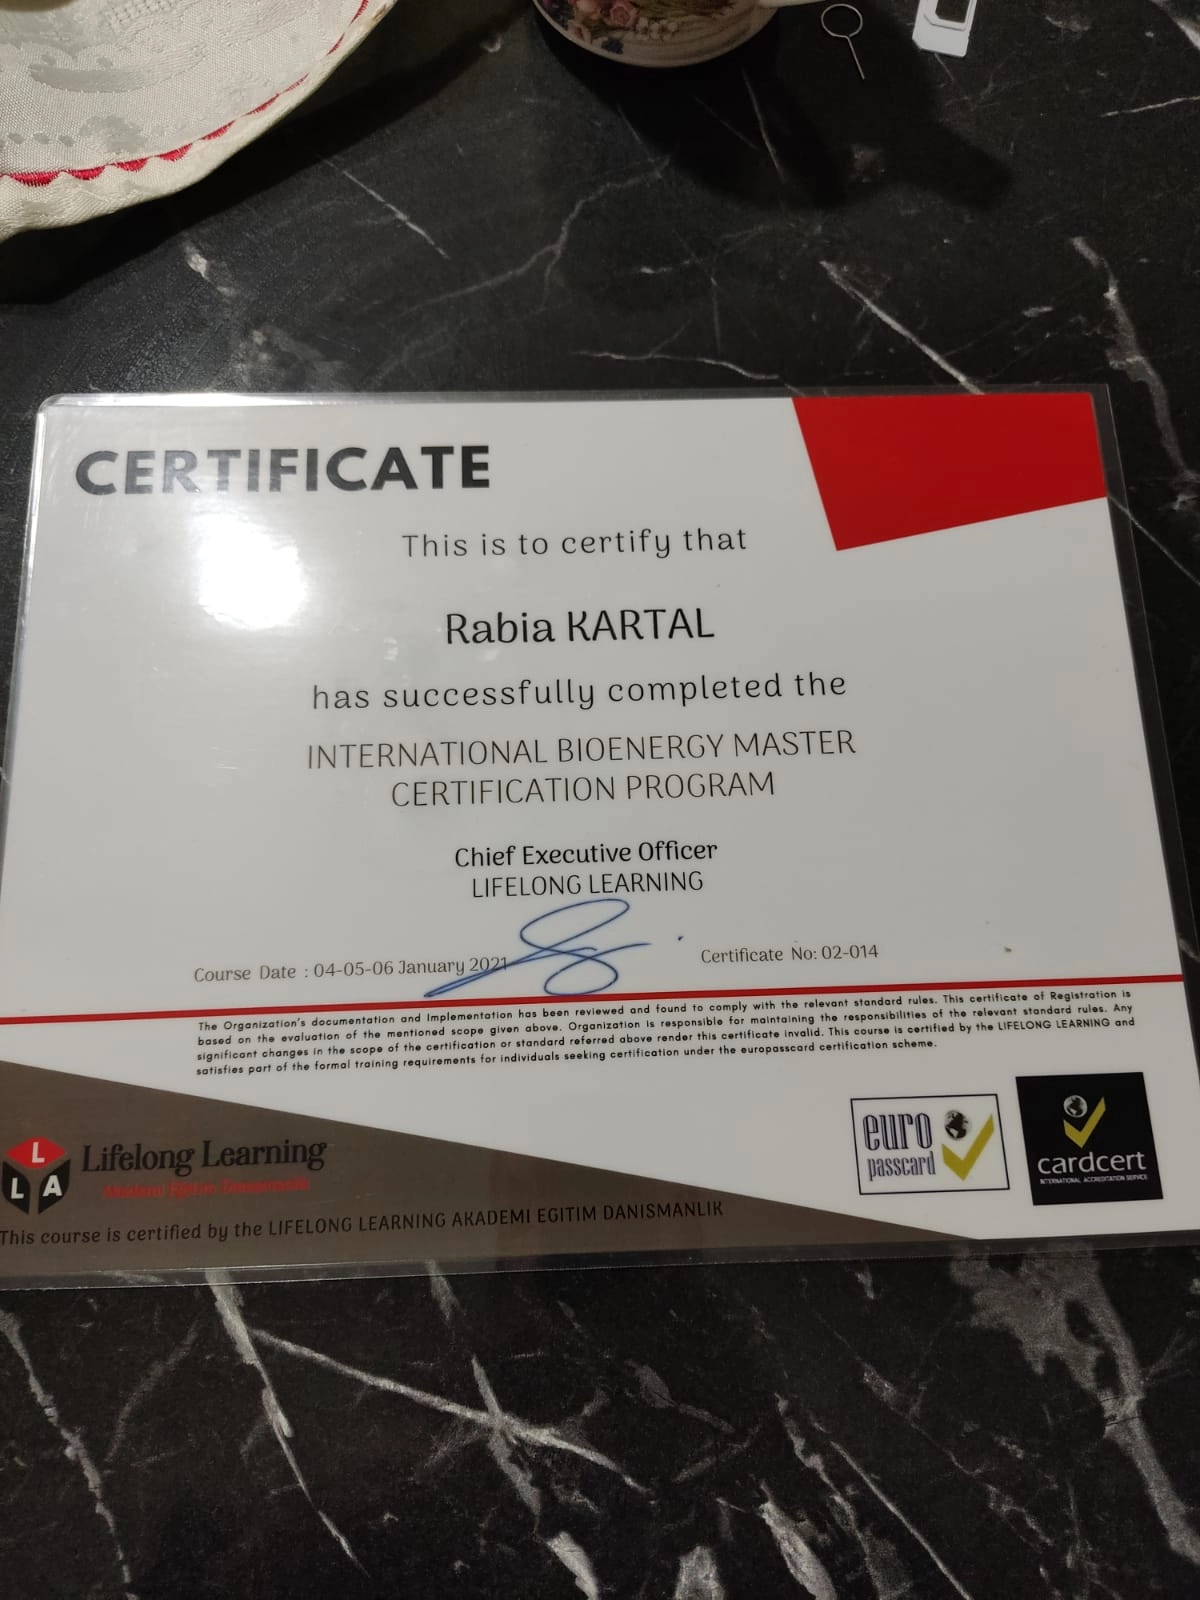 CERTIFICATE
This is to certify that
Rabia KARTAL
has successfully completed the
INTERNATIONAL BIOENERGY MASTER
CERTIFICATION PROGRAM
Chief Executive Officer
LIFELONG LEARNING
Course Date : 04-05-06 January 2021
Certificate No: 02-014
The Organization's documentation and Implementation has been reviewed and found to comply with the relevant standard rules. This certificate of Registration is
based on the evaluation of the mentioned scope given above. Organization is responsible for maintaining the responsibilities of the relevant standard rules. Any
significant changes in the scope of the certification or standard referred above render this certificate invalid. This course is certified by the LIFELONG LEARNING and
satisfies part of the formal training requirements for individuals seeking certification under the europasscard certification scheme.
euro
passcard
cardcert
INTERNATIONAL ACCREDITATION SERVICE
L
L A
Lifelong Learning
Akademi Eğitim Danışmanlık
This course is certified by the LIFELONG LEARNING AKADEMI EGITIM DANISMANLIK